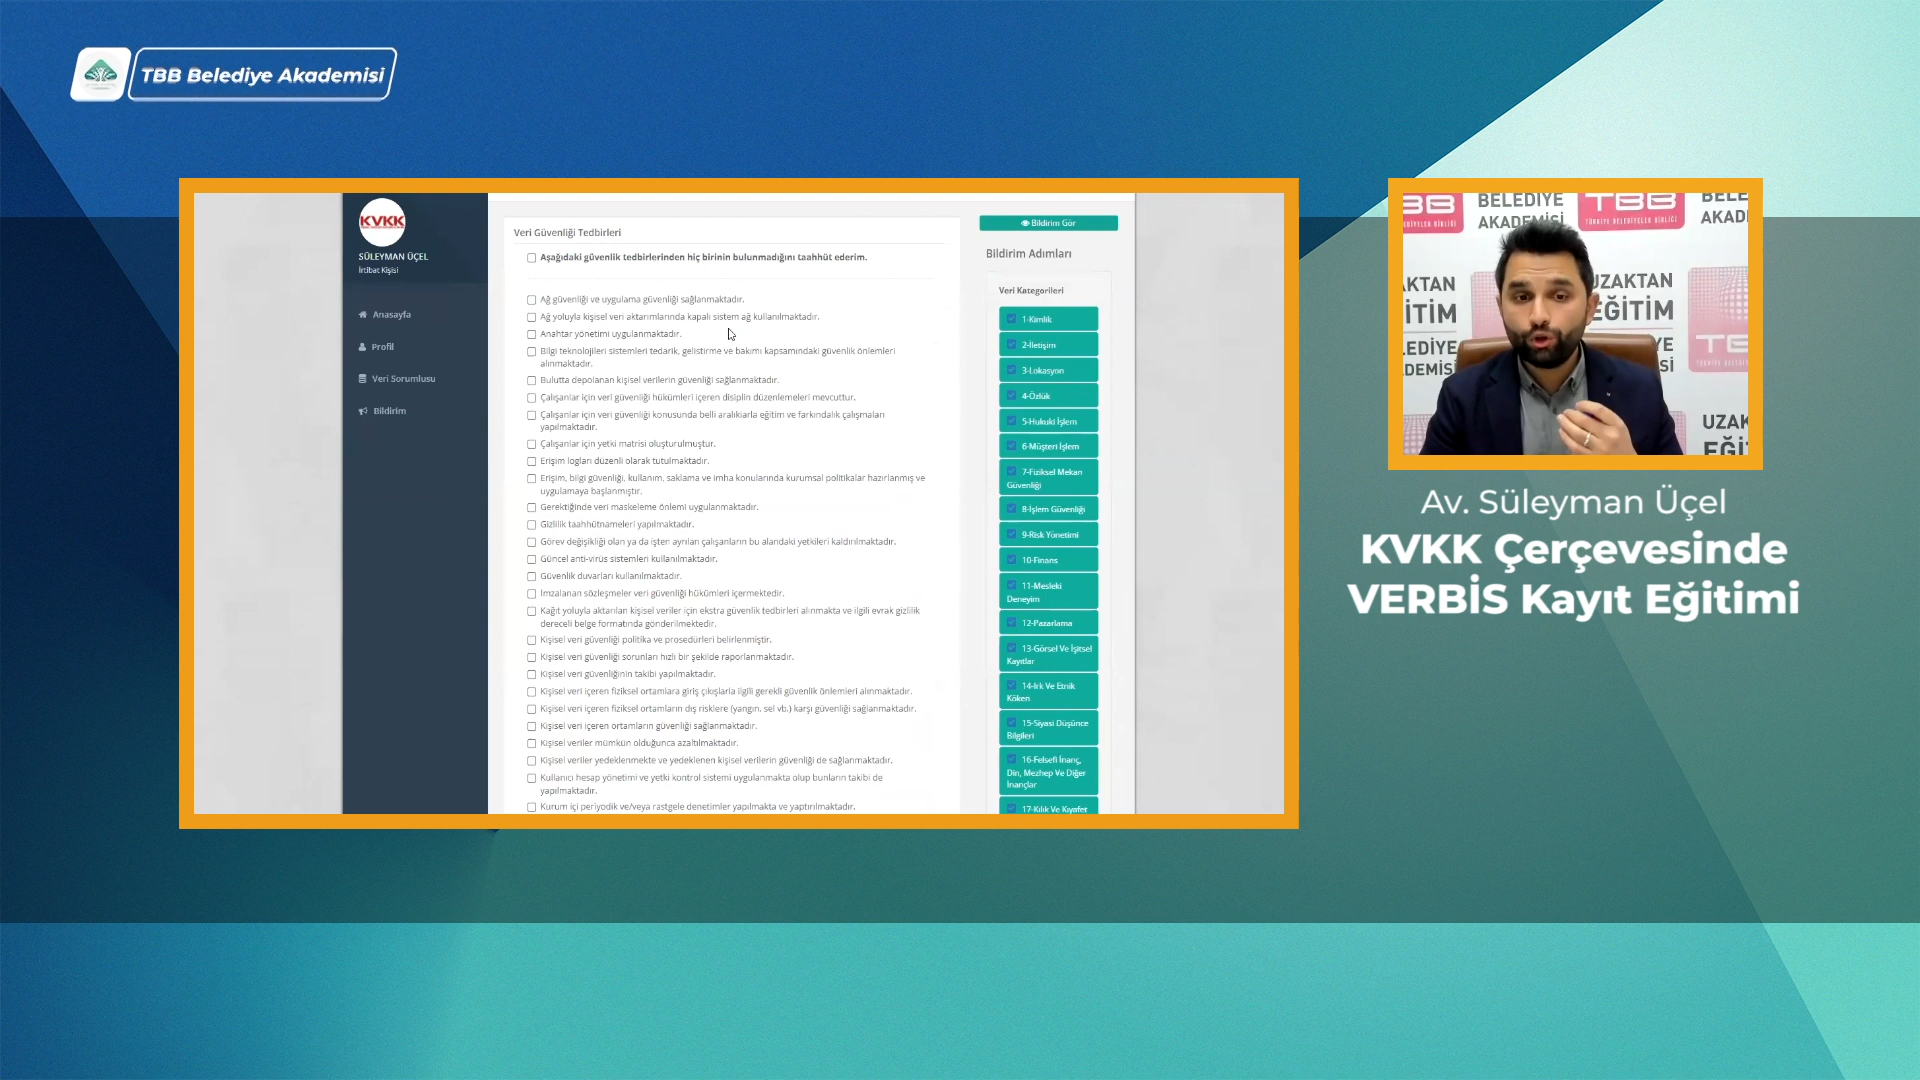 TBB Belediye Akademisi
KVKK
SÜLEYMAN ÜÇEL
İrtibat Kişisi
Anasayfa
Profil
Veri Sorumlusu
Bildirim
Veri Güvenliği Tedbirleri
Aşağıdaki güvenlik tedbirlerinden hiç birinin bulunmadığını taahhüt ederim.
Ağ güvenliği ve uygulama güvenliği sağlanmaktadır.
Ağ yoluyla kişisel veri aktarımlarında kapalı sistem ağ kullanılmaktadır.
Anahtar yönetimi uygulanmaktadır.
Bilgi teknolojileri sistemleri tedarik, geliştirme ve bakımı kapsamındaki güvenlik önlemleri
alınmaktadır.
Bulutta depolanan kişisel verilerin güvenliği sağlanmaktadır.
Çalışanlar için veri güvenliği hükümleri içeren disiplin düzenlemeleri mevcuttur.
Çalışanlar için veri güvenliği konusunda belli aralıklarla eğitim ve farkındalık çalışmaları
yapılmaktadır.
Çalışanlar için yetki matrisi oluşturulmuştur.
Erişim logları düzenli olarak tutulmaktadır.
Erişim, bilgi güvenliği, kullanım, saklama ve imha konularında kurumsal politikalar hazırlanmış ve
uygulamaya başlanmıştır.
Gerektiğinde veri maskeleme önlemi uygulanmaktadır.
Gizlilik taahhütnameleri yapılmaktadır.
Görev değişikliği olan ya da işten ayrılan çalışanların bu alandaki yetkileri kaldırılmaktadır.
Güncel anti-virüs sistemleri kullanılmaktadır.
Güvenlik duvarları kullanılmaktadır.
İmzalanan sözleşmeler veri güvenliği hükümleri içermektedir.
Kağıt yoluyla aktarılan kişisel veriler için ekstra güvenlik tedbirleri alınmakta ve ilgili evrak gizlilik
dereceli belge formatında gönderilmektedir.
Kişisel veri güvenliği politika ve prosedürleri belirlenmiştir.
Kişisel veri güvenliği sorunları hızlı bir şekilde raporlanmaktadır.
Kişisel veri güvenliğinin takibi yapılmaktadır.
Kişisel veri içeren fiziksel ortamlara giriş çıkışlarla ilgili gerekli güvenlik önlemleri alınmaktadır.
Kişisel veri içeren fiziksel ortamların dış risklere (yangın, sel vb.) karşı güvenliği sağlanmaktadır.
Kişisel veri içeren ortamların güvenliği sağlanmaktadır.
Kişisel veriler mümkün olduğunca azaltılmaktadır.
Kişisel veriler yedeklenmekte ve yedeklenen kişisel verilerin güvenliği de sağlanmaktadır.
Kullanıcı hesap yönetimi ve yetki kontrol sistemi uygulanmakta olup bunların takibi de
yapılmaktadır.
Kurum içi periyodik ve/veya rastgele denetimler yapılmakta ve yaptırılmaktadır.
Bildirim Gör
Bildirim Adımları
Veri Kategorileri
1-Kimlik
2-İletişim
3-Lokasyon
4-Özlük
5-Hukuki İşlem
6-Müşteri İşlem
7-Fiziksel Mekan
Güvenliği
8-İşlem Güvenliği
9-Risk Yönetimi
10-Finans
11-Mesleki
Deneyim
12-Pazarlama
13-Görsel Ve İşitsel
Kayıtlar
14-Irk Ve Etnik
Köken
15-Siyasi Düşünce
Bilgileri
16-Felsefi İnanç,
Din, Mezhep Ve Diğer
İnançlar
17-Kılık Ve Kıyafet
BELEDİYE
AKADEMİSİ
TBB
TÜRKİYE BELEDİYELER BİRLİĞİ
UZAKTAN
EĞİTİM
Av. Süleyman Üçel
KVKK Çerçevesinde
VERBİS Kayıt Eğitimi